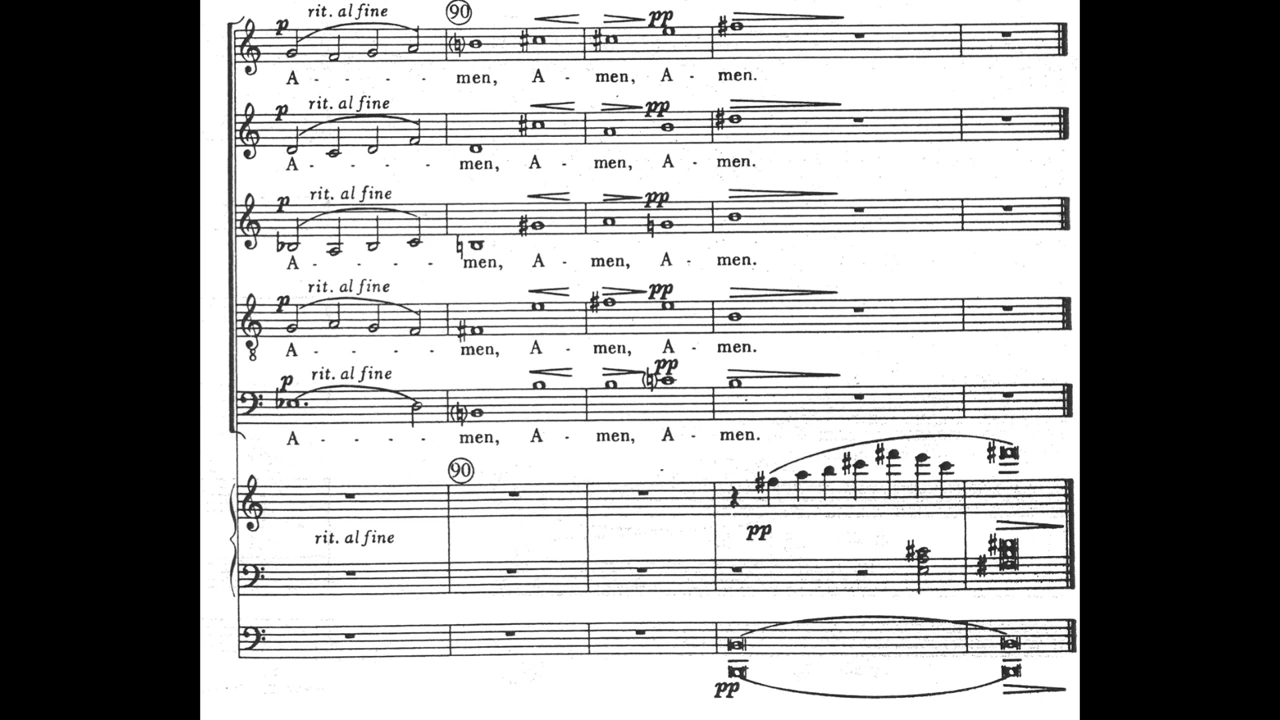 rit. al fine
90
p
pp
A - - - - men, A - men, A - men.
rit. al fine
p
pp
A - - - - men, A - men, A - men.
rit. al fine
p
pp
A - - - - men, A - men, A - men.
rit. al fine
p
pp
8
A - - - - men, A - men, A - men.
rit. al fine
p
pp
A - - - - men, A - men, A - men.
90
pp
rit. al fine
pp